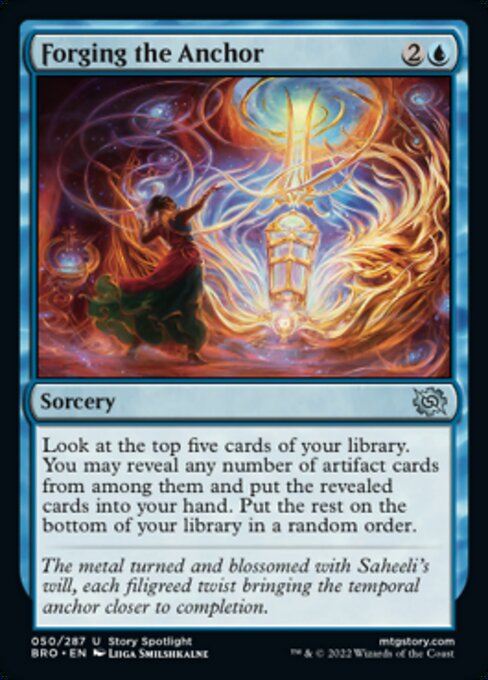 Forging the Anchor 2
Sorcery
Look at the top five cards of your library.
You may reveal any number of artifact cards
from among them and put the revealed
cards into your hand. Put the rest on the
bottom of your library in a random order.
The metal turned and blossomed with Saheeli's
will, each filigreed twist bringing the temporal
anchor closer to completion.
050/287 U Story Spotlight mtgstory.com
BRO • EN LIIGA SMILSHKALNE ™ & © 2022 Wizards of the Coast